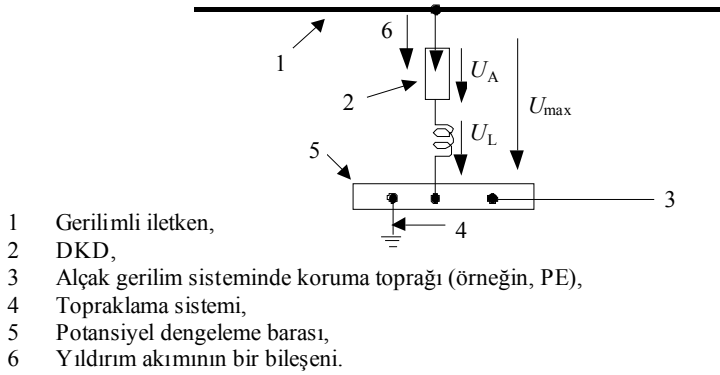 6
1
2
U_A
U_max
U_L
5
3
4
1 Gerilimli iletken,
2 DKD,
3 Alçak gerilim sisteminde koruma toprağı (örneğin, PE),
4 Topraklama sistemi,
5 Potansiyel dengeleme barası,
6 Yıldırım akımının bir bileşeni.